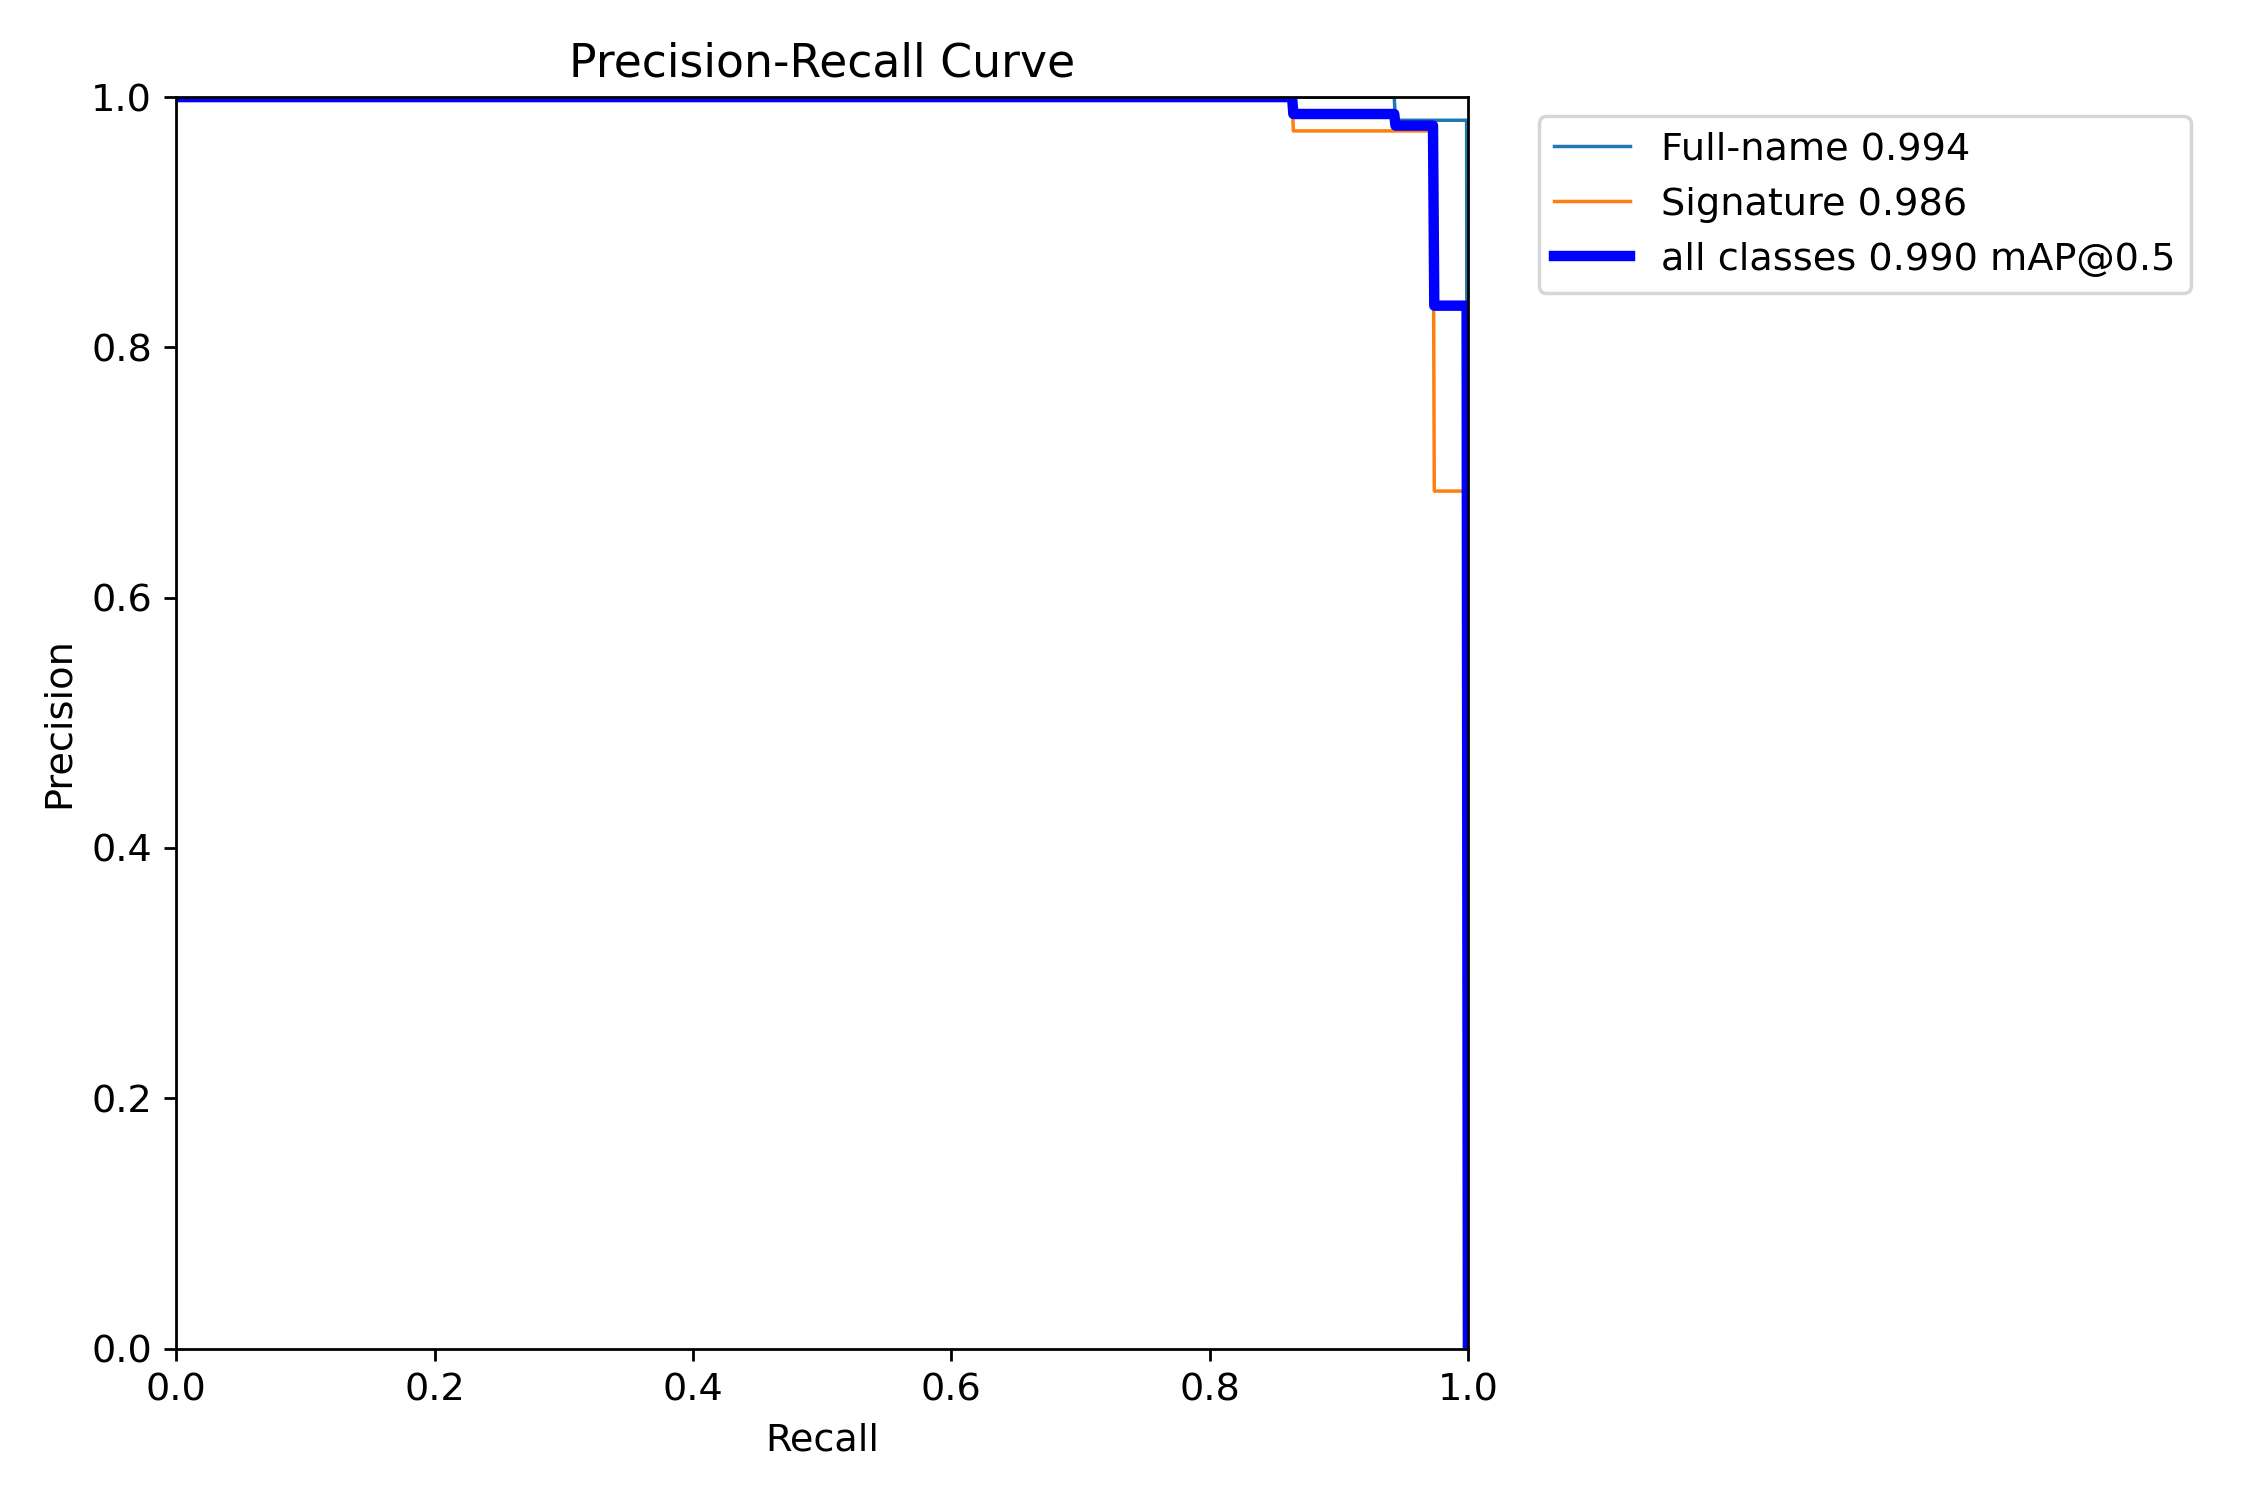 Precision-Recall Curve
1.0
0.8
0.6
0.4
0.2
0.0
Precision
0.0 0.2 0.4 0.6 0.8 1.0
Recall
Full-name 0.994
Signature 0.986
all classes 0.990 mAP@0.5